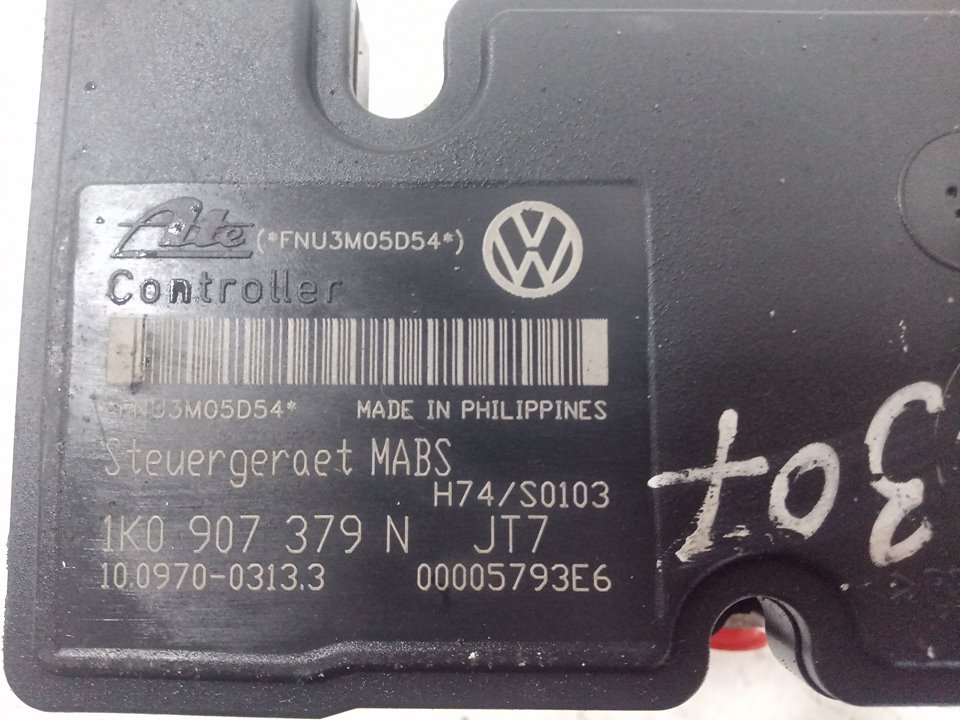 Ate (*FNU3M05D54*)
Controller
*FNU3M05D54* MADE IN PHILIPPINES
Steuergeraet MABS
H74/S0103
1K0 907 379 N JT7
10.0970-0313.3 00005793E6
304